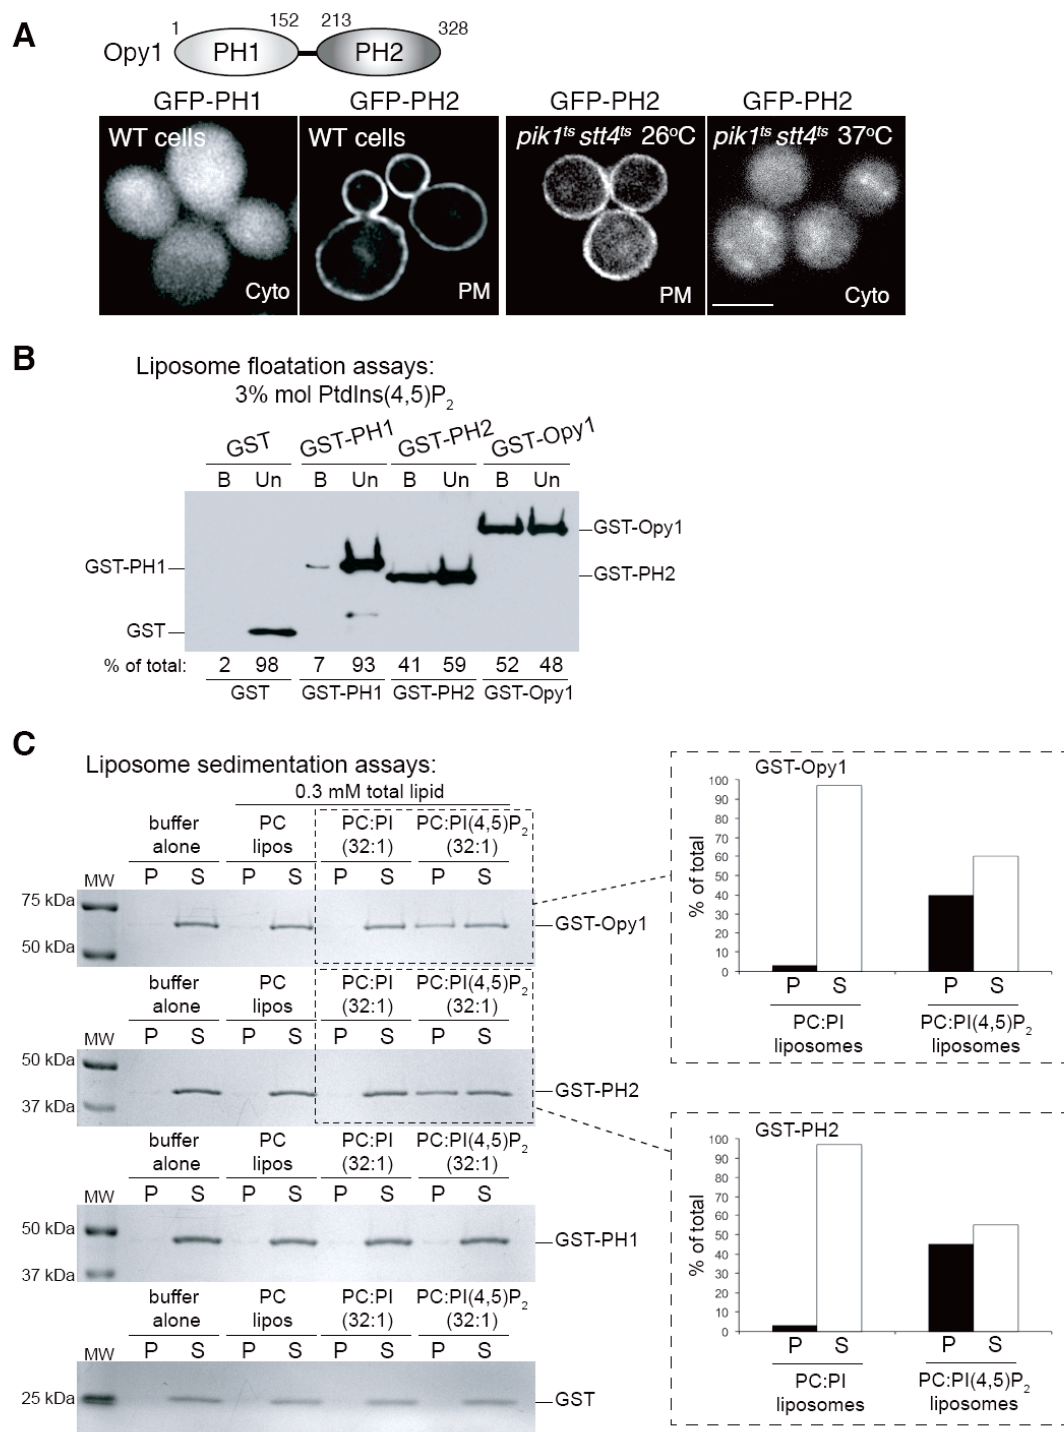 A
1 152 213 328
Opy1 PH1 PH2
GFP-PH1 GFP-PH2 GFP-PH2 GFP-PH2
WT cells WT cells pik1ts stt4ts 26oC pik1ts stt4ts 37oC
Cyto PM PM Cyto
B
Liposome floatation assays:
3% mol PtdIns(4,5)P2
GST GST-PH1 GST-PH2 GST-Opy1
B Un B Un B Un B Un
GST-Opy1
GST-PH1 GST-PH2
GST
% of total: 2 98 7 93 41 59 52 48
GST GST-PH1 GST-PH2 GST-Opy1
C
Liposome sedimentation assays:
0.3 mM total lipid
buffer PC PC:PI PC:PI(4,5)P2
alone lipos (32:1) (32:1)
MW P S P S P S P S
75 kDa
GST-Opy1
50 kDa
buffer PC PC:PI PC:PI(4,5)P2
alone lipos (32:1) (32:1)
MW P S P S P S P S
50 kDa
GST-PH2
37 kDa
buffer PC PC:PI PC:PI(4,5)P2
alone lipos (32:1) (32:1)
MW P S P S P S P S
50 kDa
GST-PH1
37 kDa
buffer PC PC:PI PC:PI(4,5)P2
alone lipos (32:1) (32:1)
MW P S P S P S P S
25 kDa GST
GST-Opy1
100
90
80
70
60
50
40
30
20
10
0
% of total
P S P S
PC:PI PC:PI(4,5)P2
liposomes liposomes
GST-PH2
100
90
80
70
60
50
40
30
20
10
0
% of total
P S P S
PC:PI PC:PI(4,5)P2
liposomes liposomes